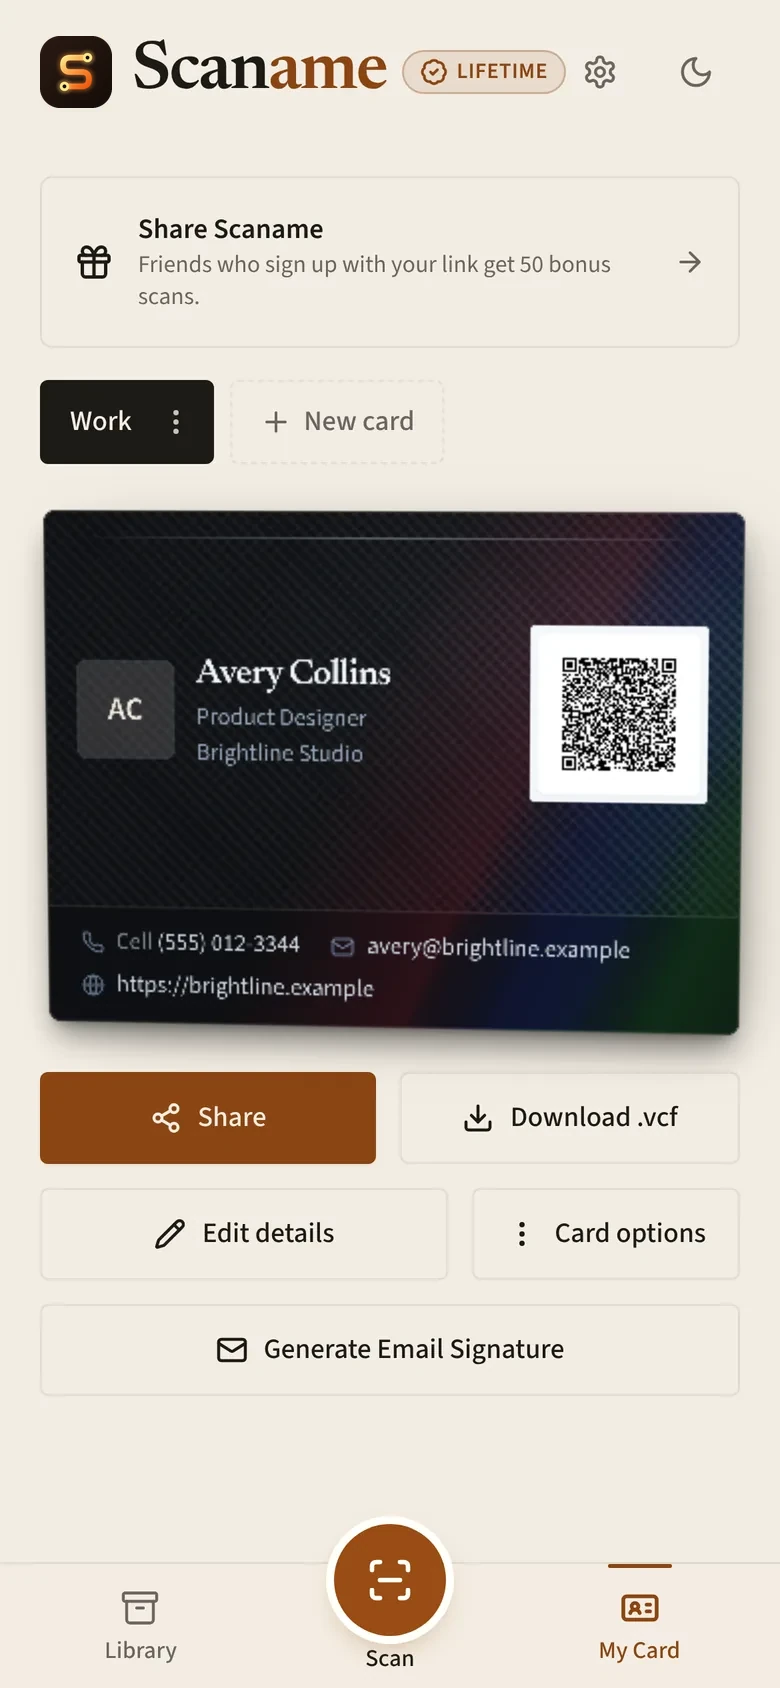 Scaname
LIFETIME
Share Scaname
Friends who sign up with your link get 50 bonus
scans.
Work
New card
Avery Collins
AC
Product Designer
Brightline Studio
Cell (555) 012-3344
avery@brightline.example
https://brightline.example
Share
Download .vcf
Edit details
Card options
Generate Email Signature
Library
Scan
My Card